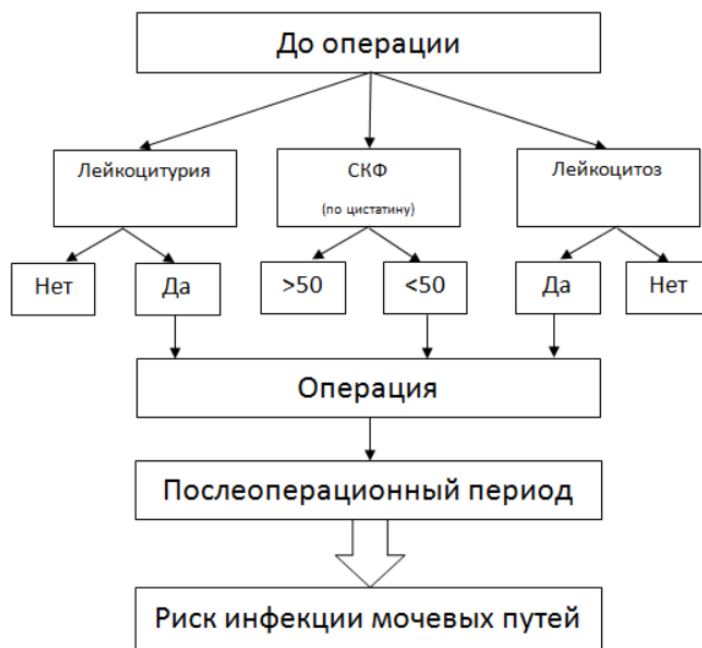 До операции
Лейкоцитурия
СКФ
(по цистатину)
Лейкоцитоз
Нет
Да
>50
<50
Да
Нет
Операция
Послеоперационный период
Риск инфекции мочевых путей